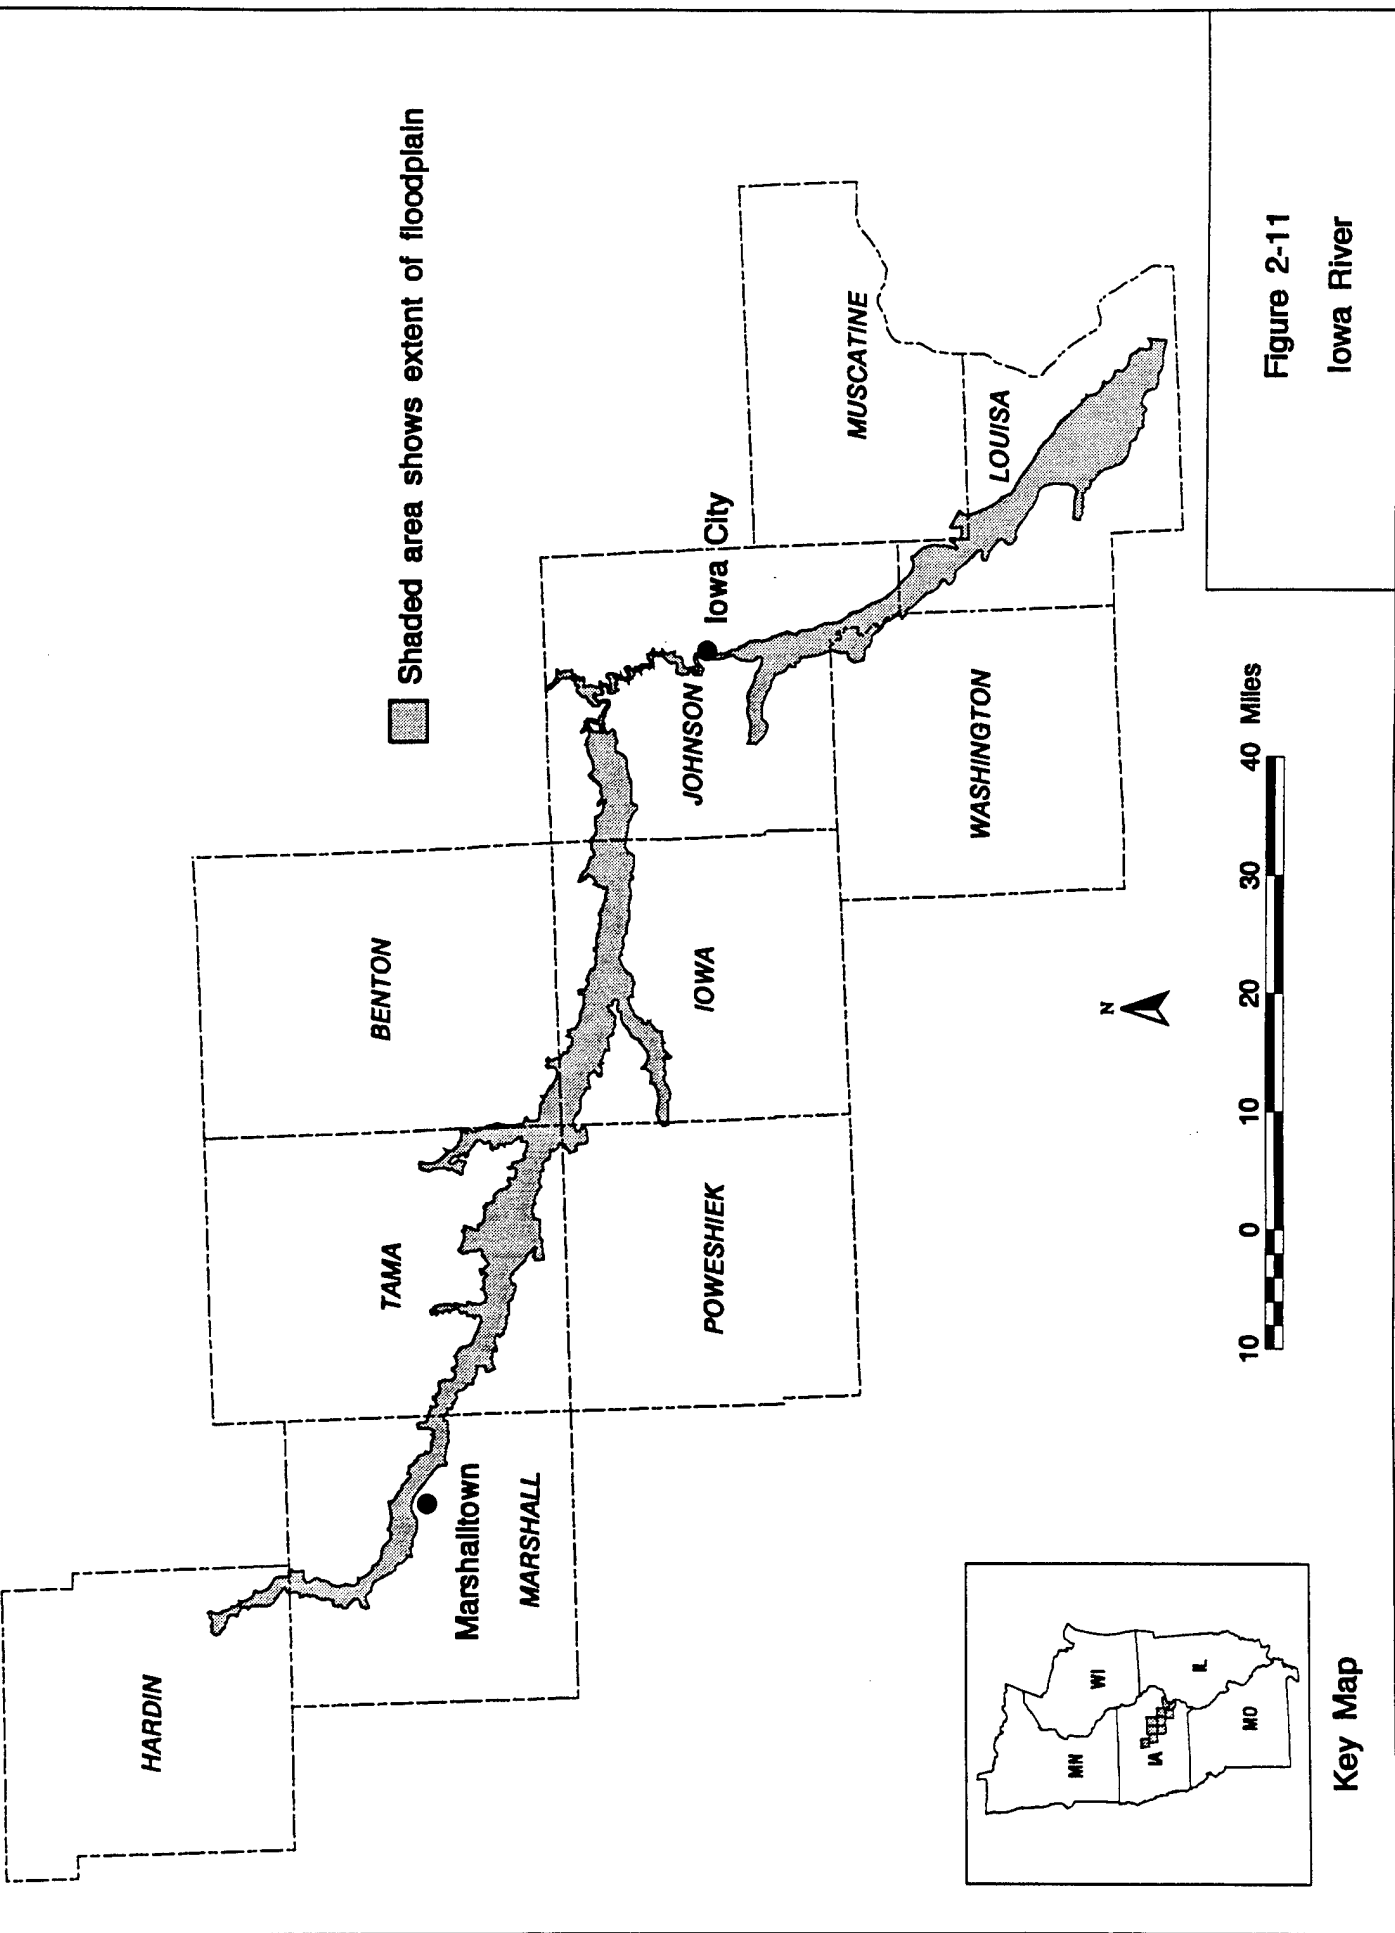 Shaded area shows extent of floodplain
HARDIN
MARSHALL
Marshalltown
TAMA
BENTON
POWESHIEK
IOWA
JOHNSON
Iowa City
MUSCATINE
LOUISA
WASHINGTON
N
10 0 10 20 30 40 Miles
MN
WI
IA
IL
MO
Key Map
Figure 2-11
Iowa River